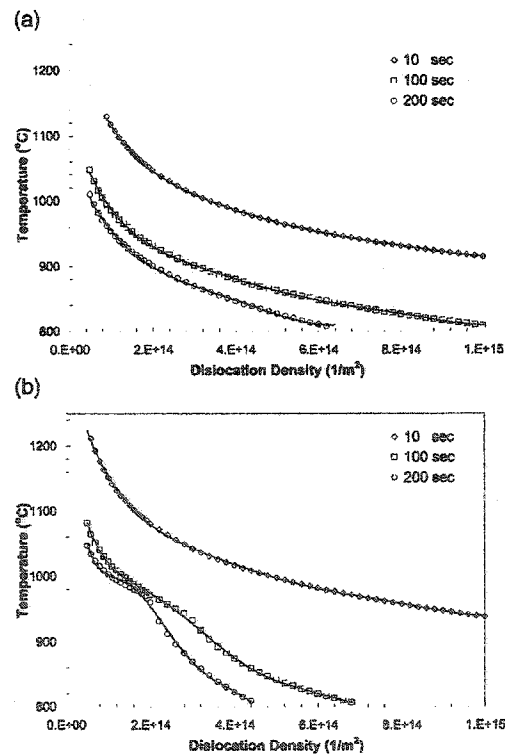 (a)
1200
1100
1000
900
800
Temperature (°C)
10 sec
100 sec
200 sec
0.E+00 2.E+14 4.E+14 6.E+14 8.E+14 1.E+15
Dislocation Density (1/m²)
(b)
1200
1100
1000
900
800
Temperature (°C)
10 sec
100 sec
200 sec
0.E+00 2.E+14 4.E+14 6.E+14 8.E+14 1.E+15
Dislocation Density (1/m²)